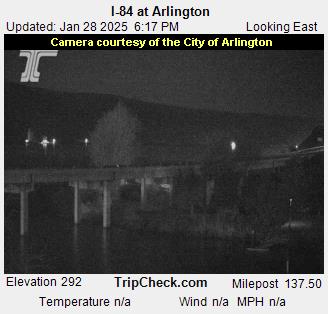 I-84 at Arlington
Updated: Jan 28 2025 6:17 PM Looking East
Camera courtesy of the City of Arlington
Elevation 292 TripCheck.com Milepost 137.50
Temperature n/a Wind n/a MPH n/a